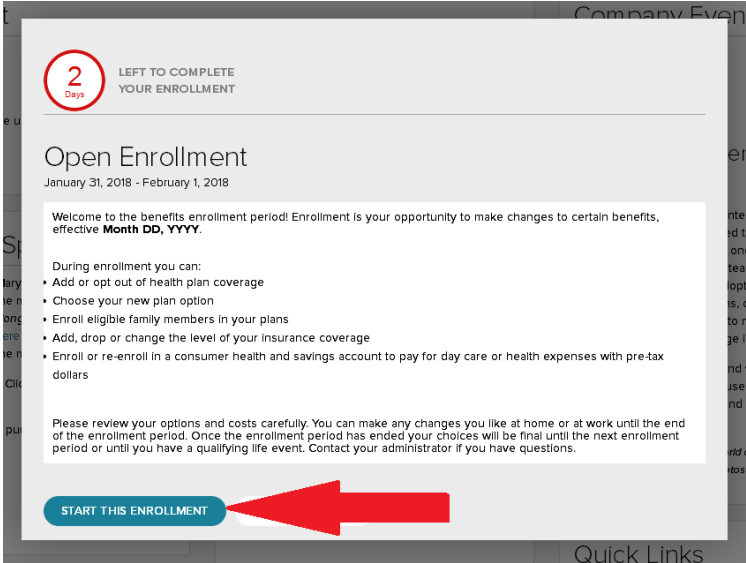 Company Even
2
Days
LEFT TO COMPLETE
YOUR ENROLLMENT
Open Enrollment
January 31, 2018 - February 1, 2018
Welcome to the benefits enrollment period! Enrollment is your opportunity to make changes to certain benefits,
effective Month DD, YYYY.
During enrollment you can:
• Add or opt out of health plan coverage
• Choose your new plan option
• Enroll eligible family members in your plans
• Add, drop or change the level of your insurance coverage
• Enroll or re-enroll in a consumer health and savings account to pay for day care or health expenses with pre-tax
dollars
Please review your options and costs carefully. You can make any changes you like at home or at work until the end
of the enrollment period. Once the enrollment period has ended your choices will be final until the next enrollment
period or until you have a qualifying life event. Contact your administrator if you have questions.
START THIS ENROLLMENT
Quick Links